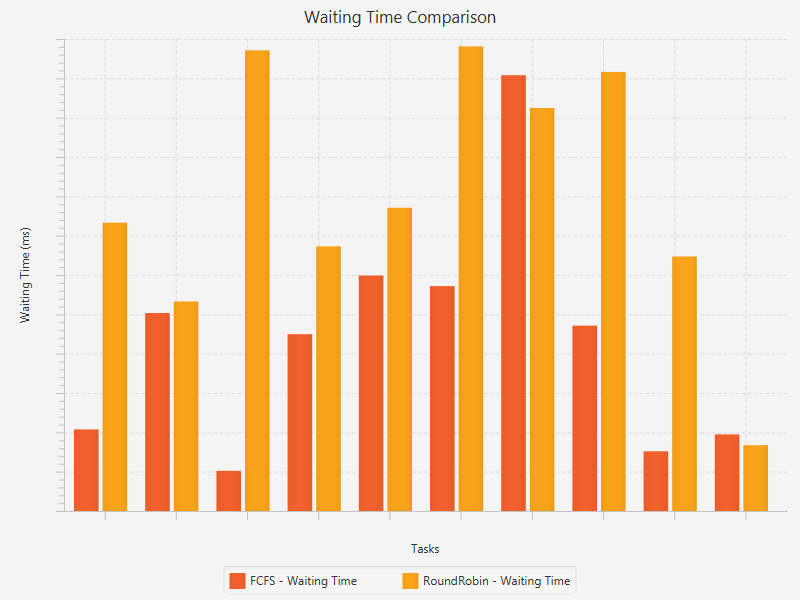 Waiting Time Comparison
Waiting Time (ms)
Tasks
FCFS - Waiting Time
RoundRobin - Waiting Time